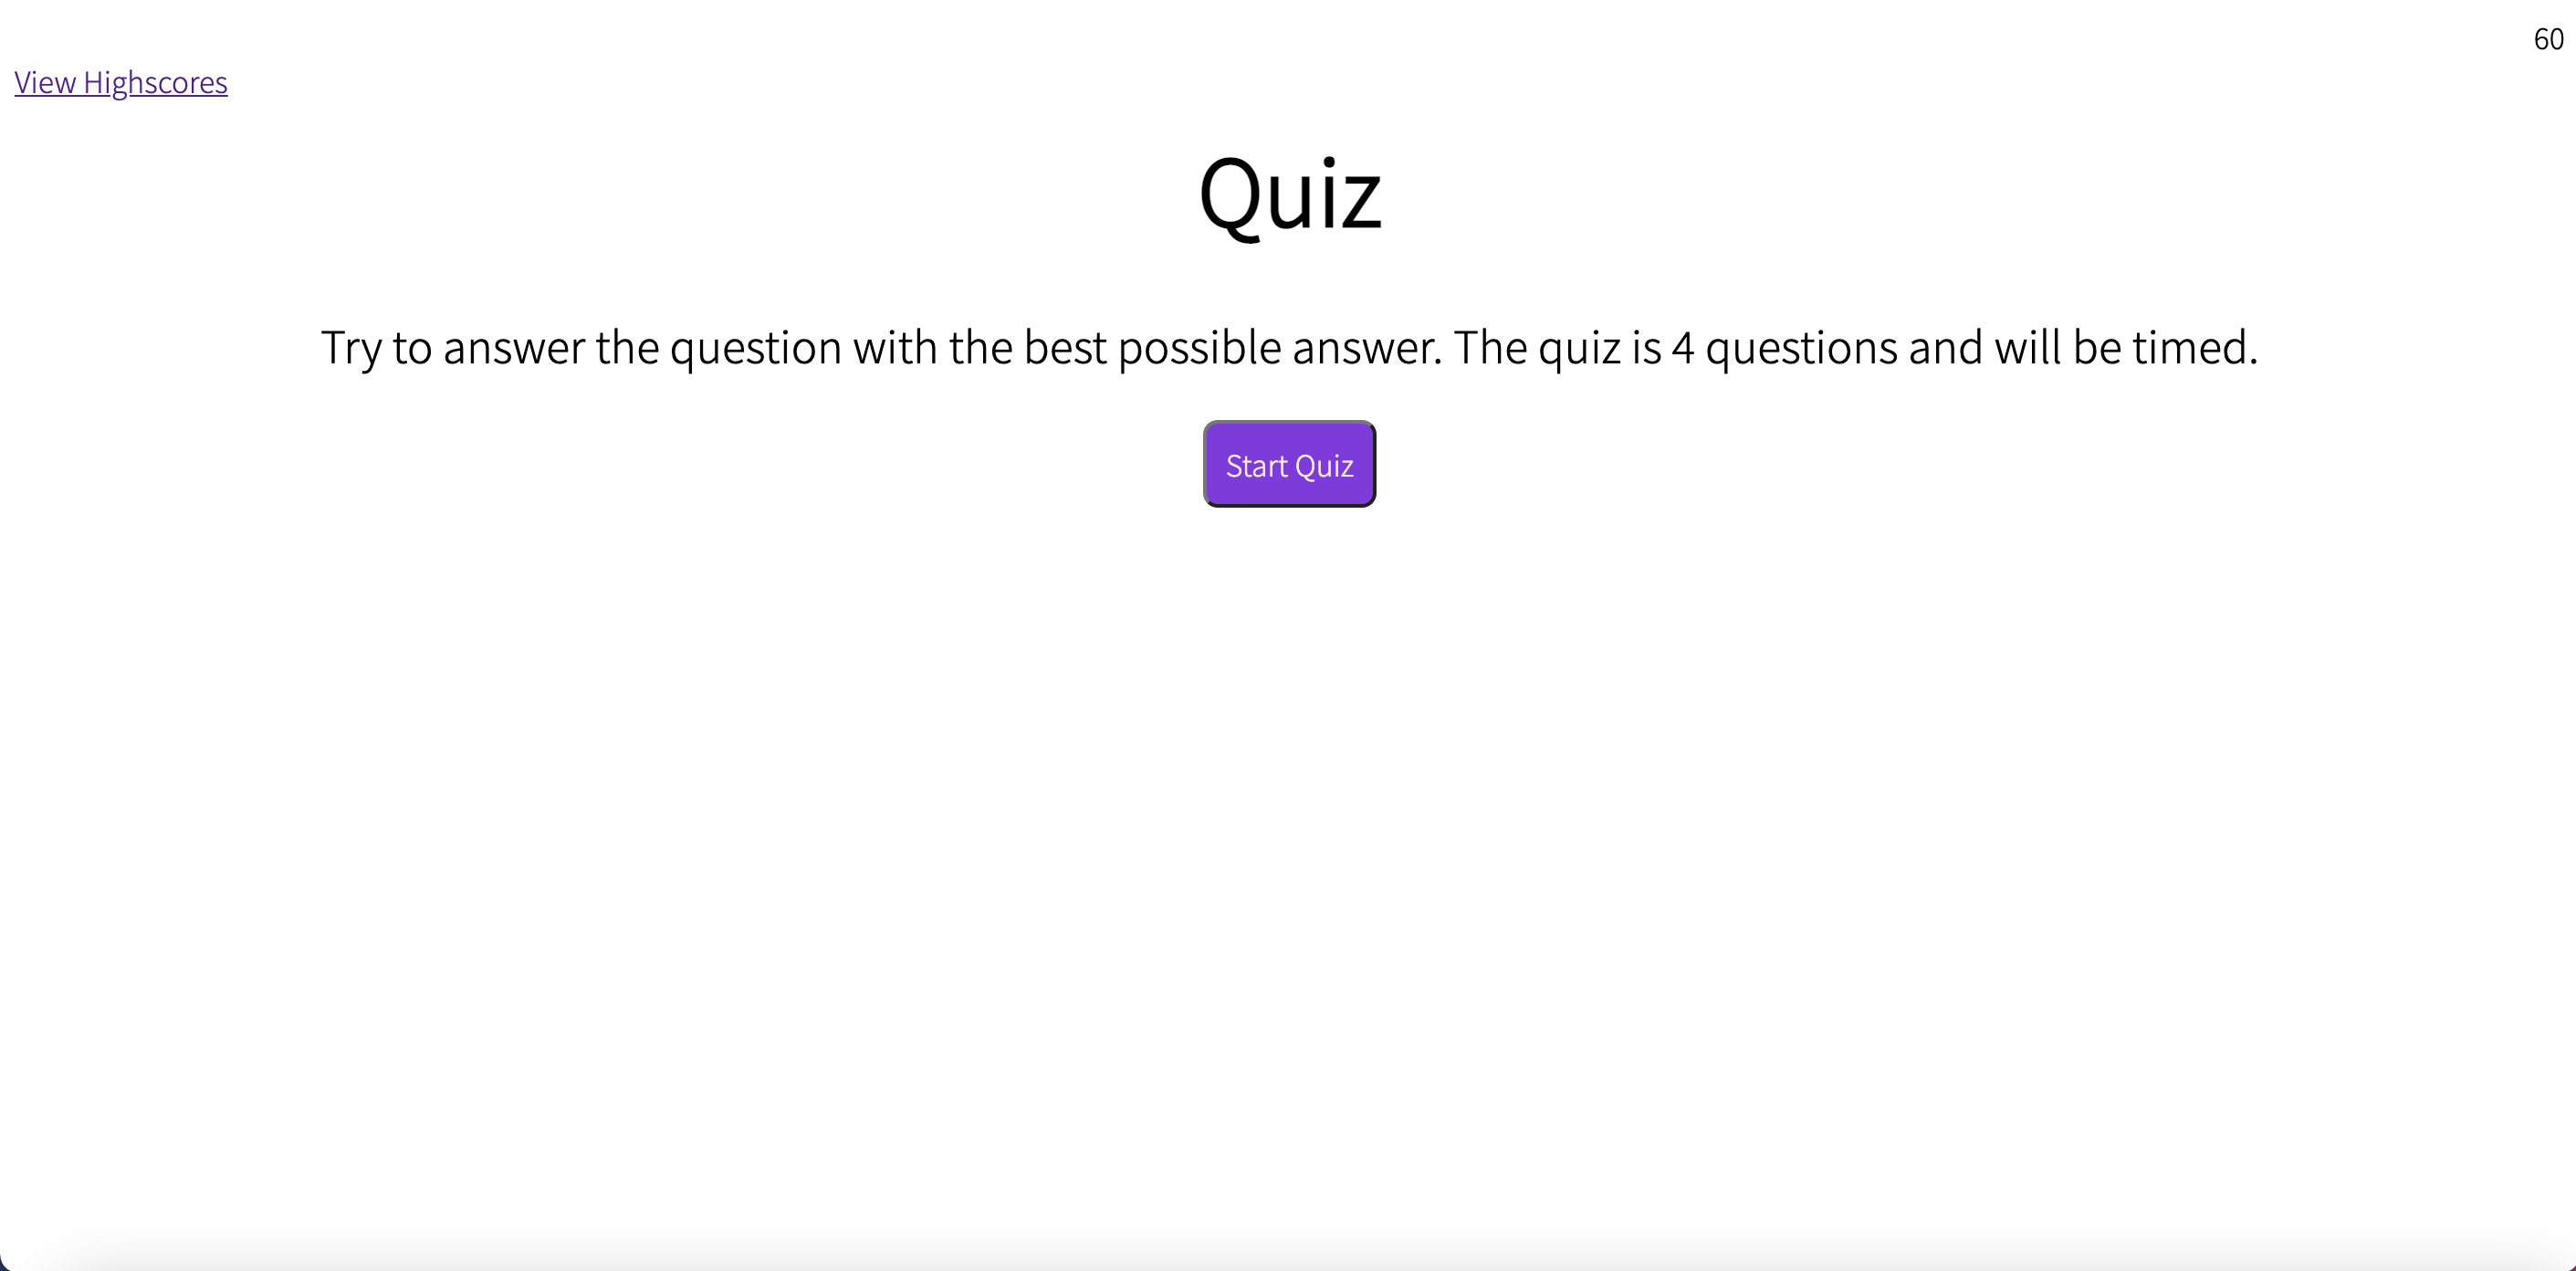 60
View Highscores
Quiz
Try to answer the question with the best possible answer. The quiz is 4 questions and will be timed.
Start Quiz